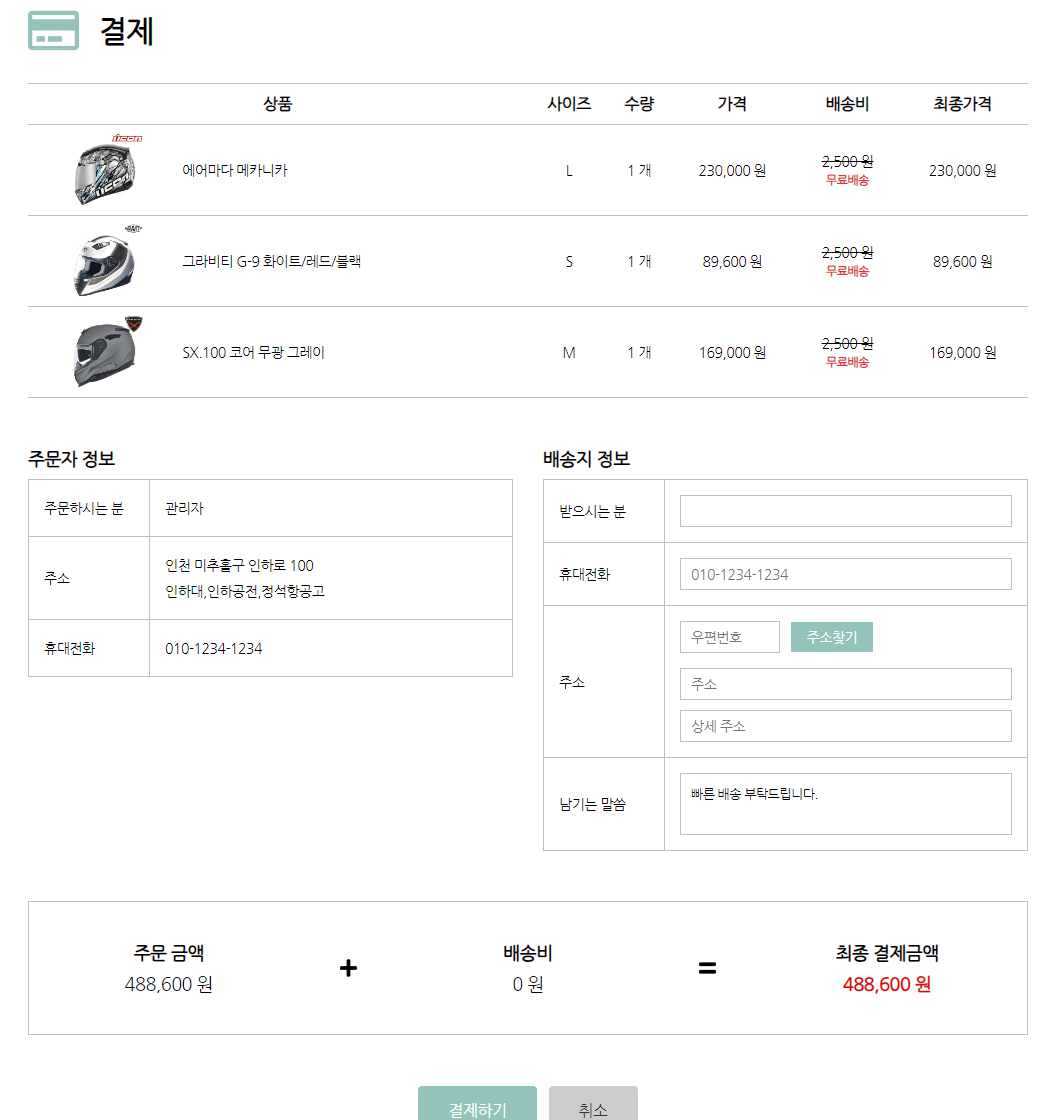 결제
상품 사이즈 수량 가격 배송비 최종가격
icon
에어마다 메카니카 L 1 개 230,000 원 2,500 원 230,000 원
무료배송
그라비티 G-9 화이트/레드/블랙 S 1 개 89,600 원 2,500 원 89,600 원
무료배송
SX.100 코어 무광 그레이 M 1 개 169,000 원 2,500 원 169,000 원
무료배송
주문자 정보
주문하시는 분 관리자
주소 인천 미추홀구 인하로 100
인하대,인하공전,정석항공고
휴대전화 010-1234-1234
배송지 정보
받으시는 분
휴대전화 010-1234-1234
주소 우편번호 주소찾기
주소
상세 주소
남기는 말씀 빠른 배송 부탁드립니다.
주문 금액 + 배송비 = 최종 결제금액
488,600 원 0 원 488,600 원
결제하기 취소